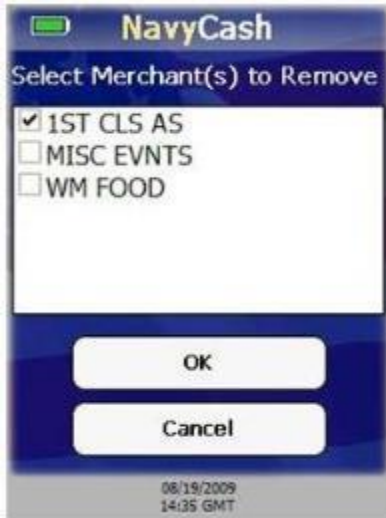 NavyCash
Select Merchant(s) to Remove
1ST CLS AS
MISC EVNTS
WM FOOD
OK
Cancel
08/19/2009
14:35 GMT